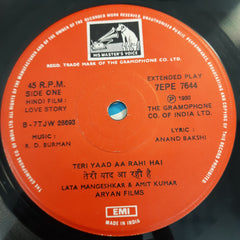 "HIS MASTER'S VOICE"
REGD. TRADE MARK OF THE GRAMOPHONE CO. LTD.
45 R.P.M.
SIDE ONE
HINDI FILM :
LOVE STORY
EXTENDED PLAY
7EPE 7644
℗ 1980
THE GRAMOPHONE
CO. OF INDIA LTD.
B-7TJW 28693
MUSIC :
R. D. BURMAN
LYRIC :
ANAND BAKSHI
TERI YAAD AA RAHI HAI
तेरी याद आ रही है
LATA MANGESHKAR & AMIT KUMAR
ARYAN FILMS
EMI
MADE IN INDIA